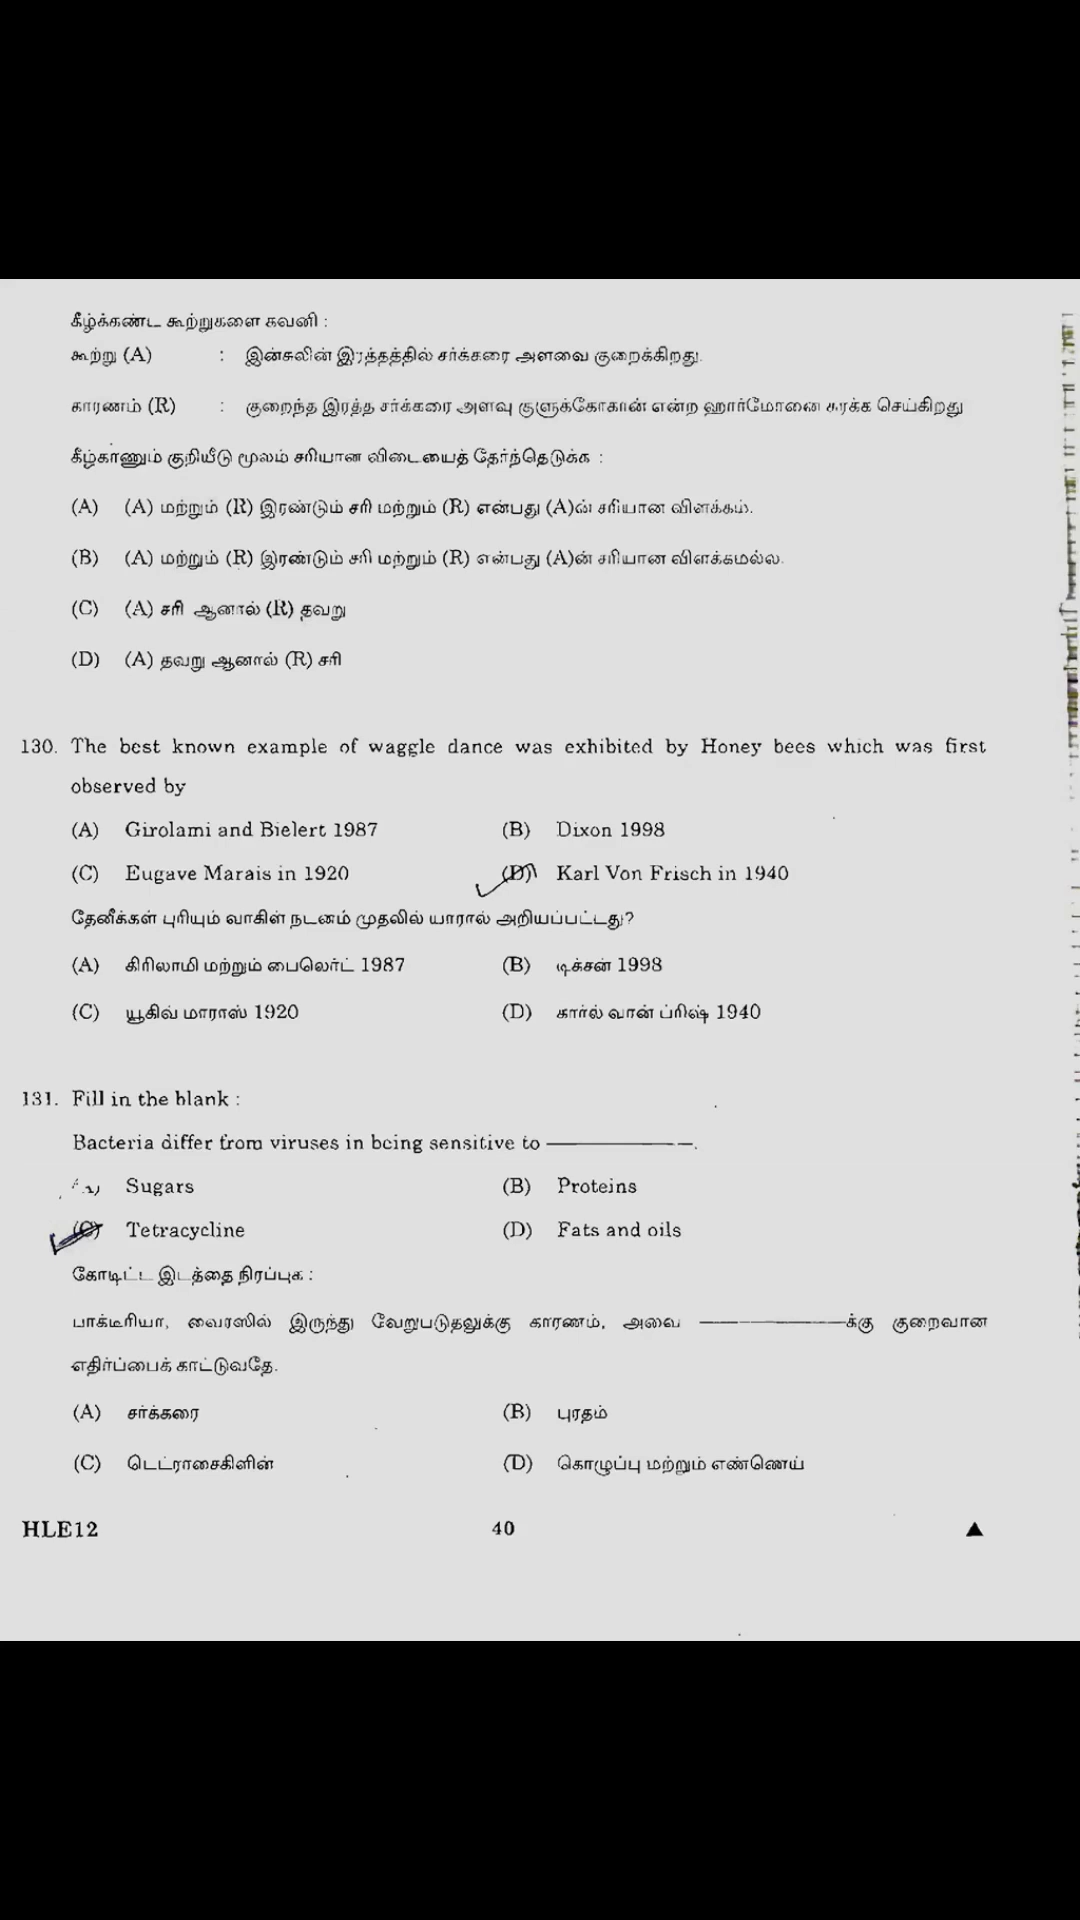 கீழ்க்கண்ட கூற்றுகளை கவனி :
கூற்று (A) : இன்சுலின் இரத்தத்தில் சர்க்கரை அளவை குறைக்கிறது.
காரணம் (R) : குறைந்த இரத்த சர்க்கரை அளவு குளுக்கோகான் என்ற ஹார்மோனை சுரக்க செய்கிறது
கீழ்காணும் குறியீடு மூலம் சரியான விடையைத் தேர்ந்தெடுக்க :
(A) (A) மற்றும் (R) இரண்டும் சரி மற்றும் (R) என்பது (A)ன் சரியான விளக்கம்.
(B) (A) மற்றும் (R) இரண்டும் சரி மற்றும் (R) என்பது (A)ன் சரியான விளக்கமல்ல.
(C) (A) சரி ஆனால் (R) தவறு
(D) (A) தவறு ஆனால் (R) சரி
130. The best known example of waggle dance was exhibited by Honey bees which was first
observed by
(A) Girolami and Bielert 1987 (B) Dixon 1998
(C) Eugave Marais in 1920 (D) Karl Von Frisch in 1940
தேனீக்கள் புரியும் வாகிள் நடனம் முதலில் யாரால் அறியப்பட்டது?
(A) கிரிலாமி மற்றும் பைலெர்ட் 1987 (B) டிக்சன் 1998
(C) யூகிவ் மாராஸ் 1920 (D) கார்ல் வான் ப்ரிஷ் 1940
131. Fill in the blank :
Bacteria differ from viruses in being sensitive to ————.
Sugars (B) Proteins
(C) Tetracycline (D) Fats and oils
கோடிட்ட இடத்தை நிரப்புக :
பாக்டீரியா, வைரஸில் இருந்து வேறுபடுதலுக்கு காரணம், அவை ————க்கு குறைவான
எதிர்ப்பைக் காட்டுவதே.
(A) சர்க்கரை (B) புரதம்
(C) டெட்ராசைகிளின் (D) கொழுப்பு மற்றும் எண்ணெய்
HLE12 40 ▲